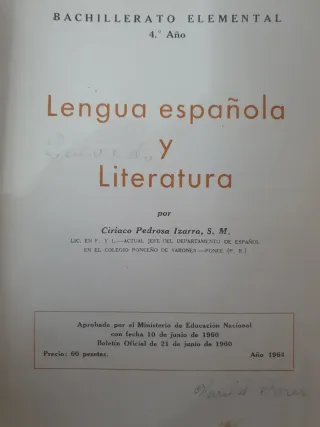 BACHILLERATO ELEMENTAL
4.º Año
Lengua española
y
Literatura
por
Ciriaco Pedrosa Izarra, S. M.
LIC. EN F. Y L.—ACTUAL JEFE DEL DEPARTAMENTO DE ESPAÑOL
EN EL COLEGIO PONCEÑO DE VARONES.—PONCE, (P. R.)
Aprobada por el Ministerio de Educación Nacional
con fecha 10 de junio de 1960
Boletín Oficial de 21 de junio de 1960
Precio: 60 pesetas.
Año 1964